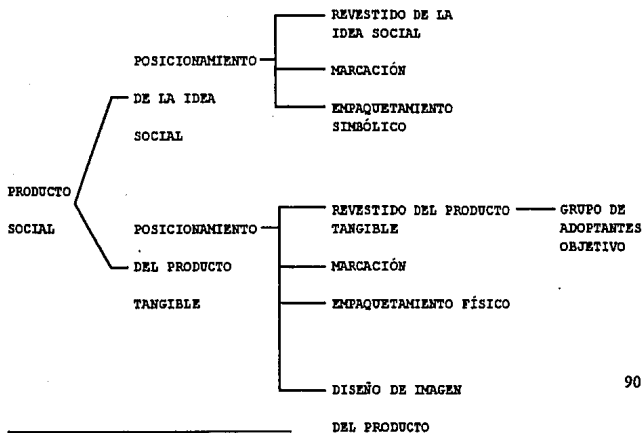 REVESTIDO DE LA
IDEA SOCIAL
POSICIONAMIENTO
MARCACIÓN
DE LA IDEA
EMPAQUETAMIENTO
SIMBÓLICO
SOCIAL
PRODUCTO
SOCIAL
POSICIONAMIENTO
REVESTIDO DEL PRODUCTO
TANGIBLE
GRUPO DE
ADOPTANTES
OBJETIVO
DEL PRODUCTO
MARCACIÓN
TANGIBLE
EMPAQUETAMIENTO FÍSICO
DISEÑO DE IMAGEN
90
DEL PRODUCTO